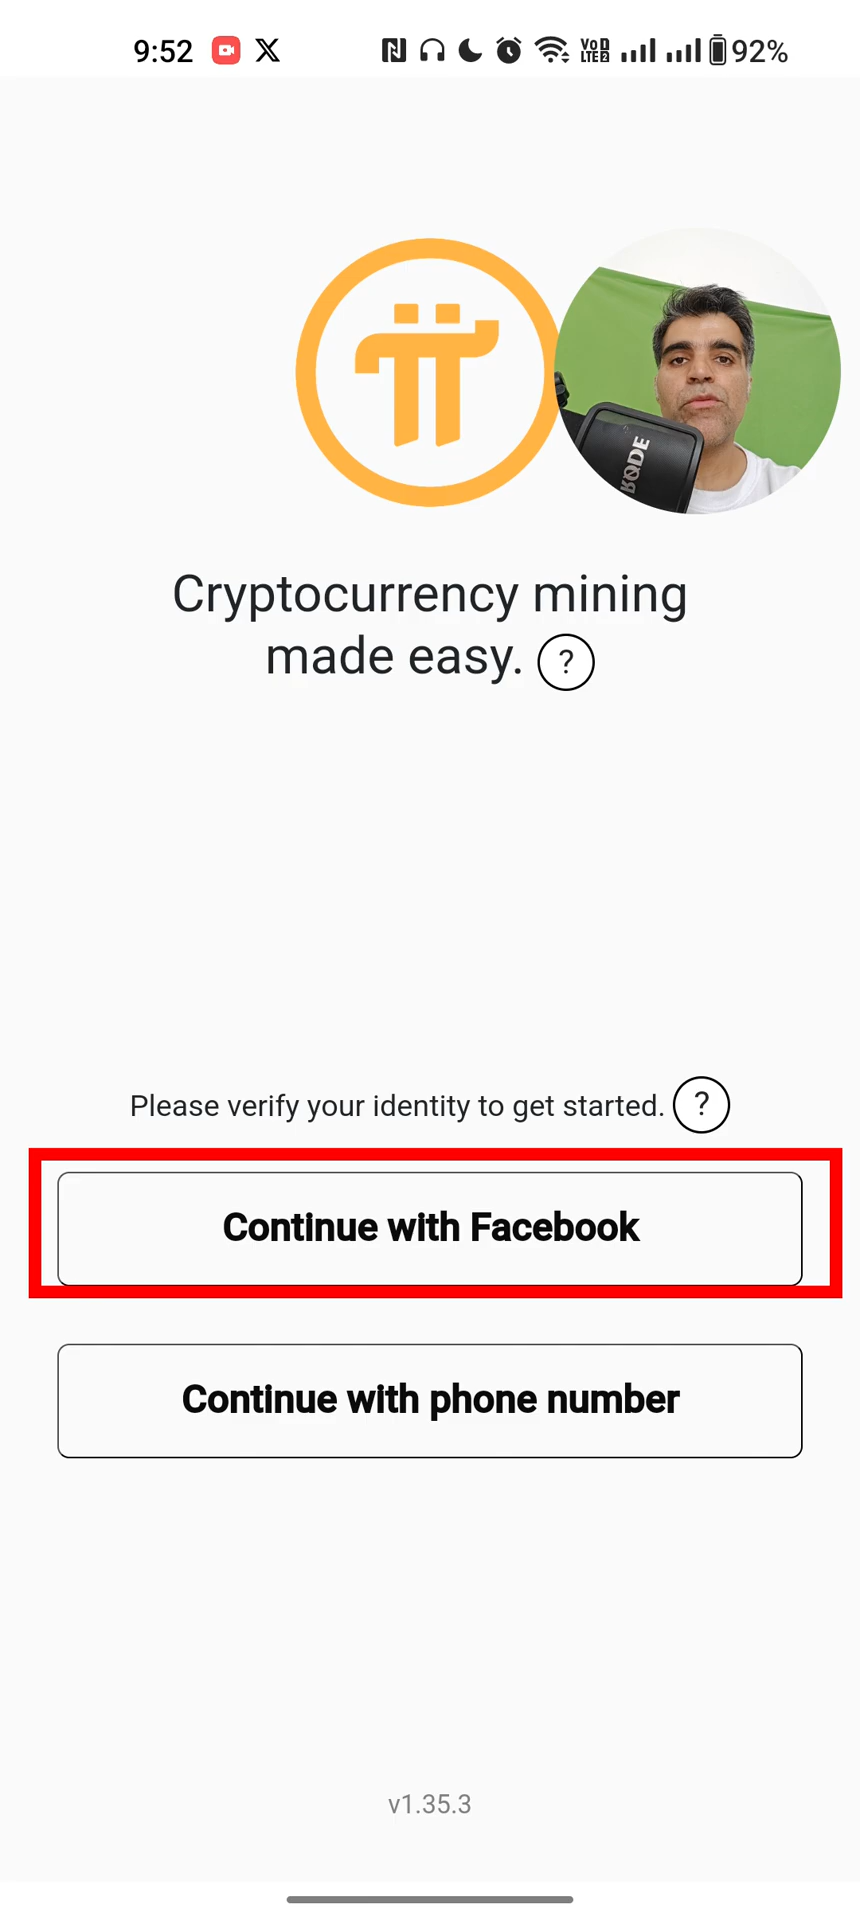 9:52 92%
RØDE
Cryptocurrency mining
made easy. ?
Please verify your identity to get started. ?
Continue with Facebook
Continue with phone number
v1.35.3